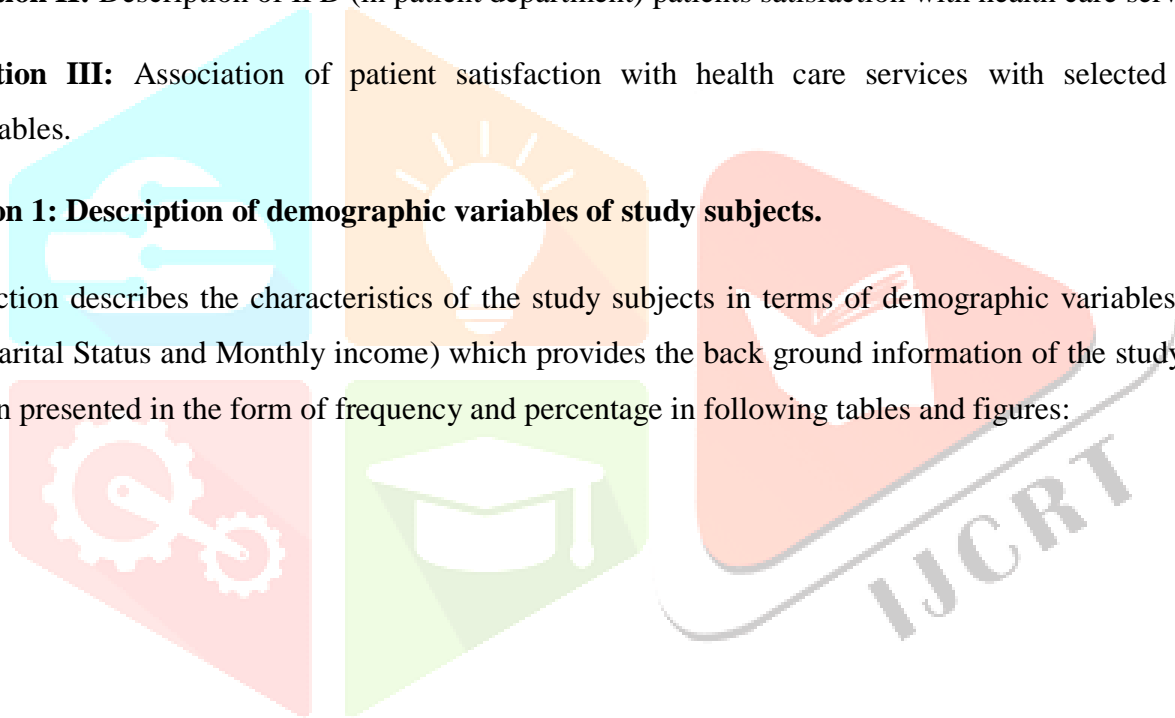 tion II: Description of IPD (in patient department) patients satisfaction with health care serv
tion III: Association of patient satisfaction with health care services with selected
ables.
on 1: Description of demographic variables of study subjects.
ction describes the characteristics of the study subjects in terms of demographic variables
arital Status and Monthly income) which provides the back ground information of the study
n presented in the form of frequency and percentage in following tables and figures:
IJCRT